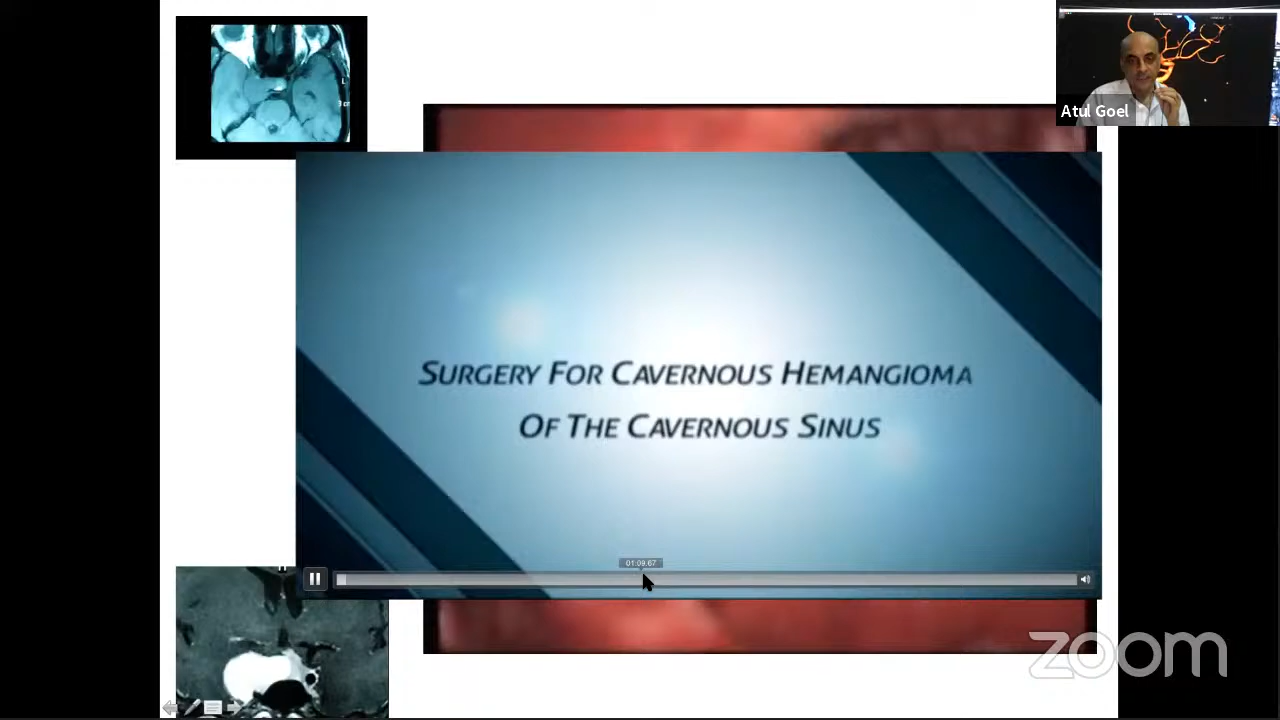 Atul Goel
SURGERY FOR CAVERNOUS HEMANGIOMA
OF THE CAVERNOUS SINUS
01:09.67
zoom